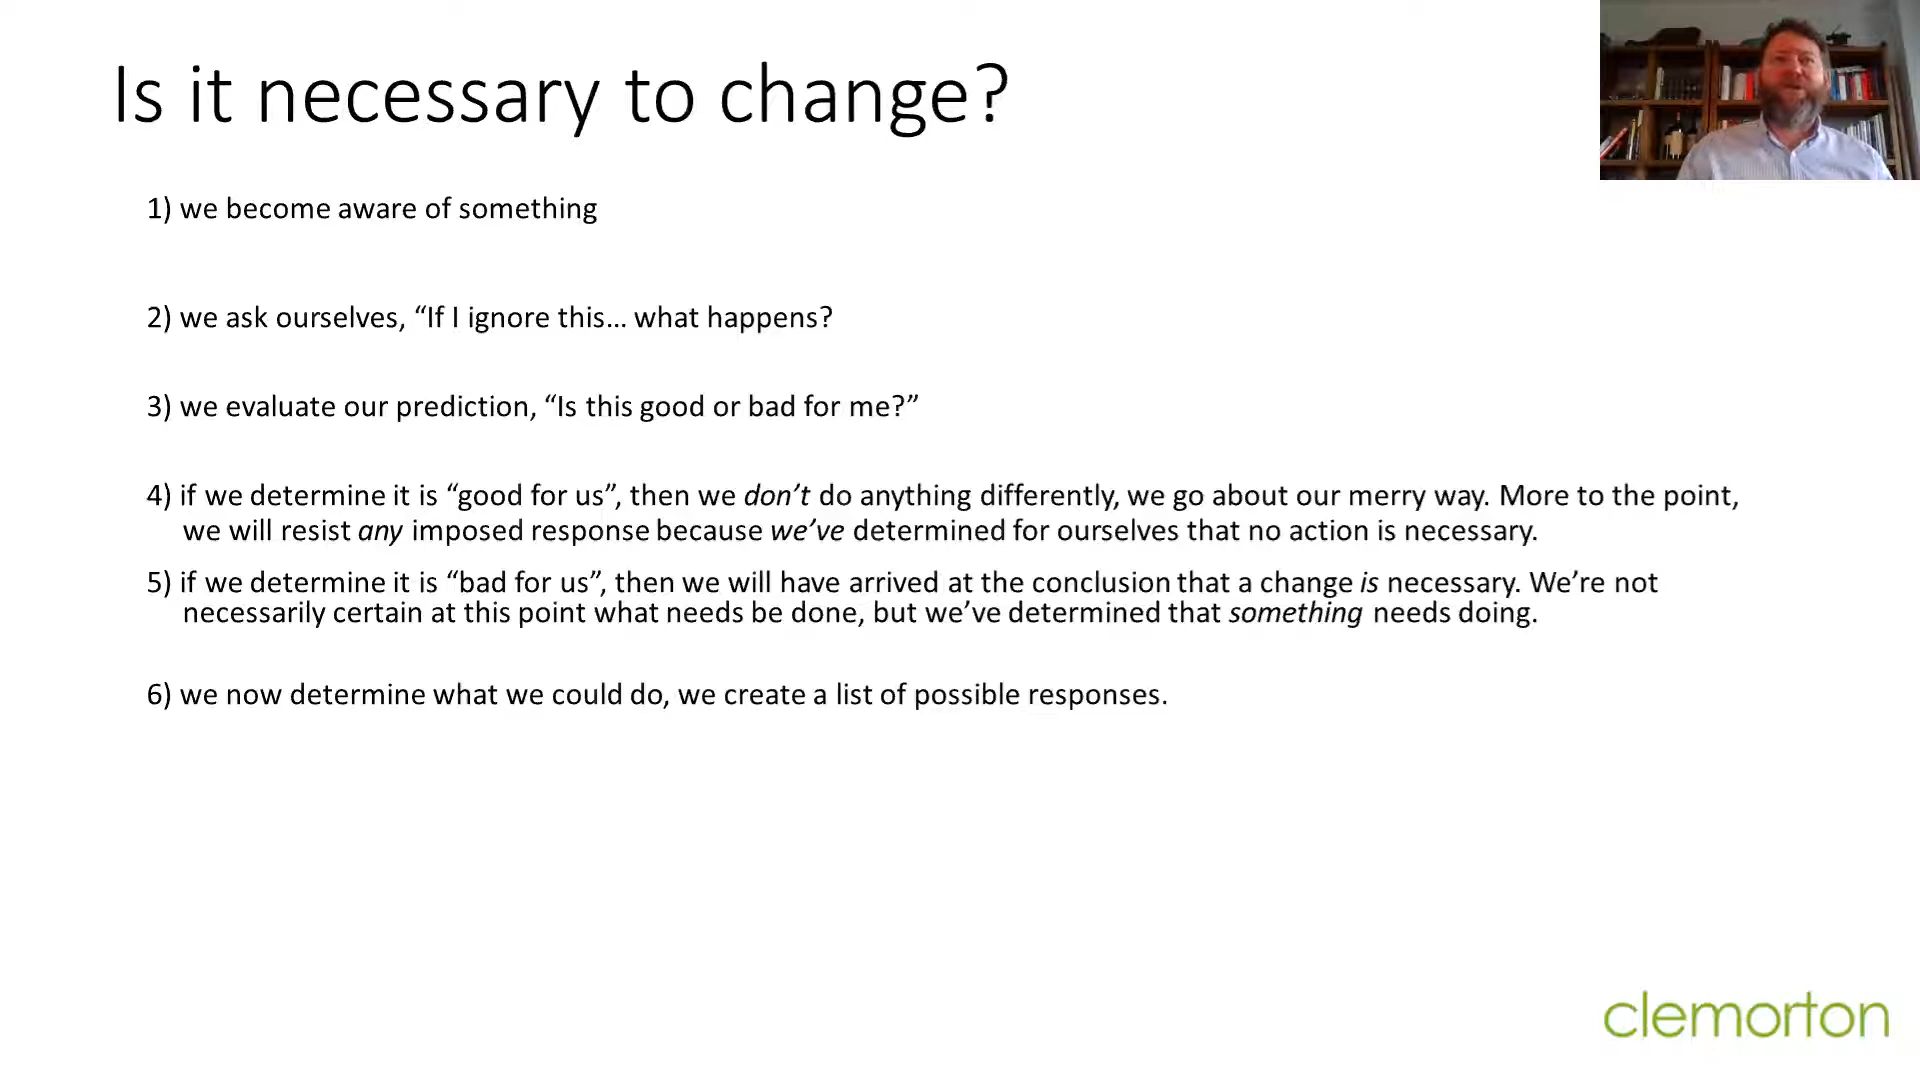 Is it necessary to change?
1) we become aware of something
2) we ask ourselves, “If I ignore this… what happens?
3) we evaluate our prediction, “Is this good or bad for me?”
4) if we determine it is “good for us”, then we don’t do anything differently, we go about our merry way. More to the point,
we will resist any imposed response because we’ve determined for ourselves that no action is necessary.
5) if we determine it is “bad for us”, then we will have arrived at the conclusion that a change is necessary. We’re not
necessarily certain at this point what needs be done, but we’ve determined that something needs doing.
6) we now determine what we could do, we create a list of possible responses.
clemorton